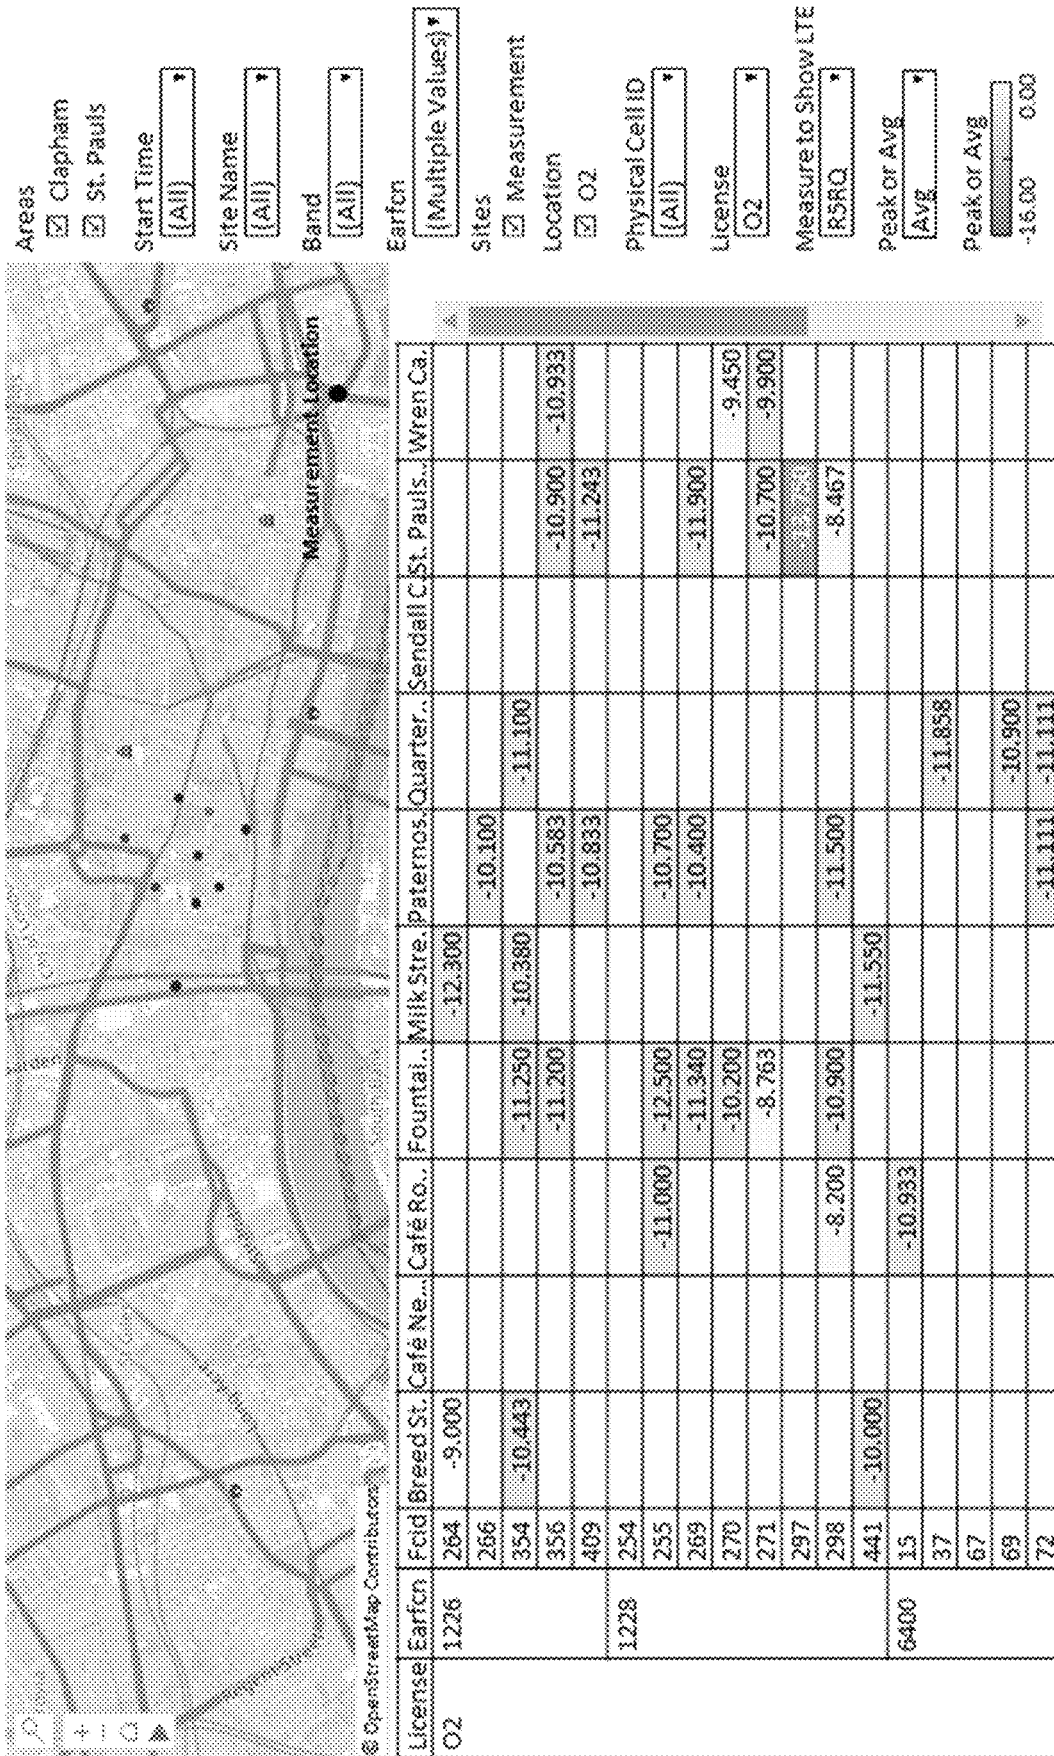 © OpenStreetMap Contributors
Measurement Location
License Earfcn Fcid Breed St. Café Ne... Café Ro.. Fountai.. Milk Stre. Paternos. Quarter.. Sendall C. St. Pauls.. Wren Ca.
O2 1226 264 -9.000 -12.300
266 -10.100
354 -10.443 -11.250 -10.380 -11.100
356 -11.200 -10.583 -10.900 -10.933
409 -10.833 -11.243
1228 254
255 -11.000 -12.500 -10.700
269 -11.340 -10.400 -11.900
270 -10.200 -9.450
271 -8.763 -10.700 -9.900
297
298 -8.200 -10.900 -11.500 -8.467
441 -10.000 -11.550
6400 15 -10.933
37 -11.858
67
69 -10.900
72 -11.111 -11.111
Areas
Clapham
St. Pauls
Start Time
(All)
Site Name
(All)
Band
(All)
Earfcn
(Multiple Values)
Sites
Measurement
Location
O2
Physical Cell ID
(All)
License
O2
Measure to Show LTE
RSRQ
Peak or Avg
Avg
Peak or Avg
-16.00 0.00